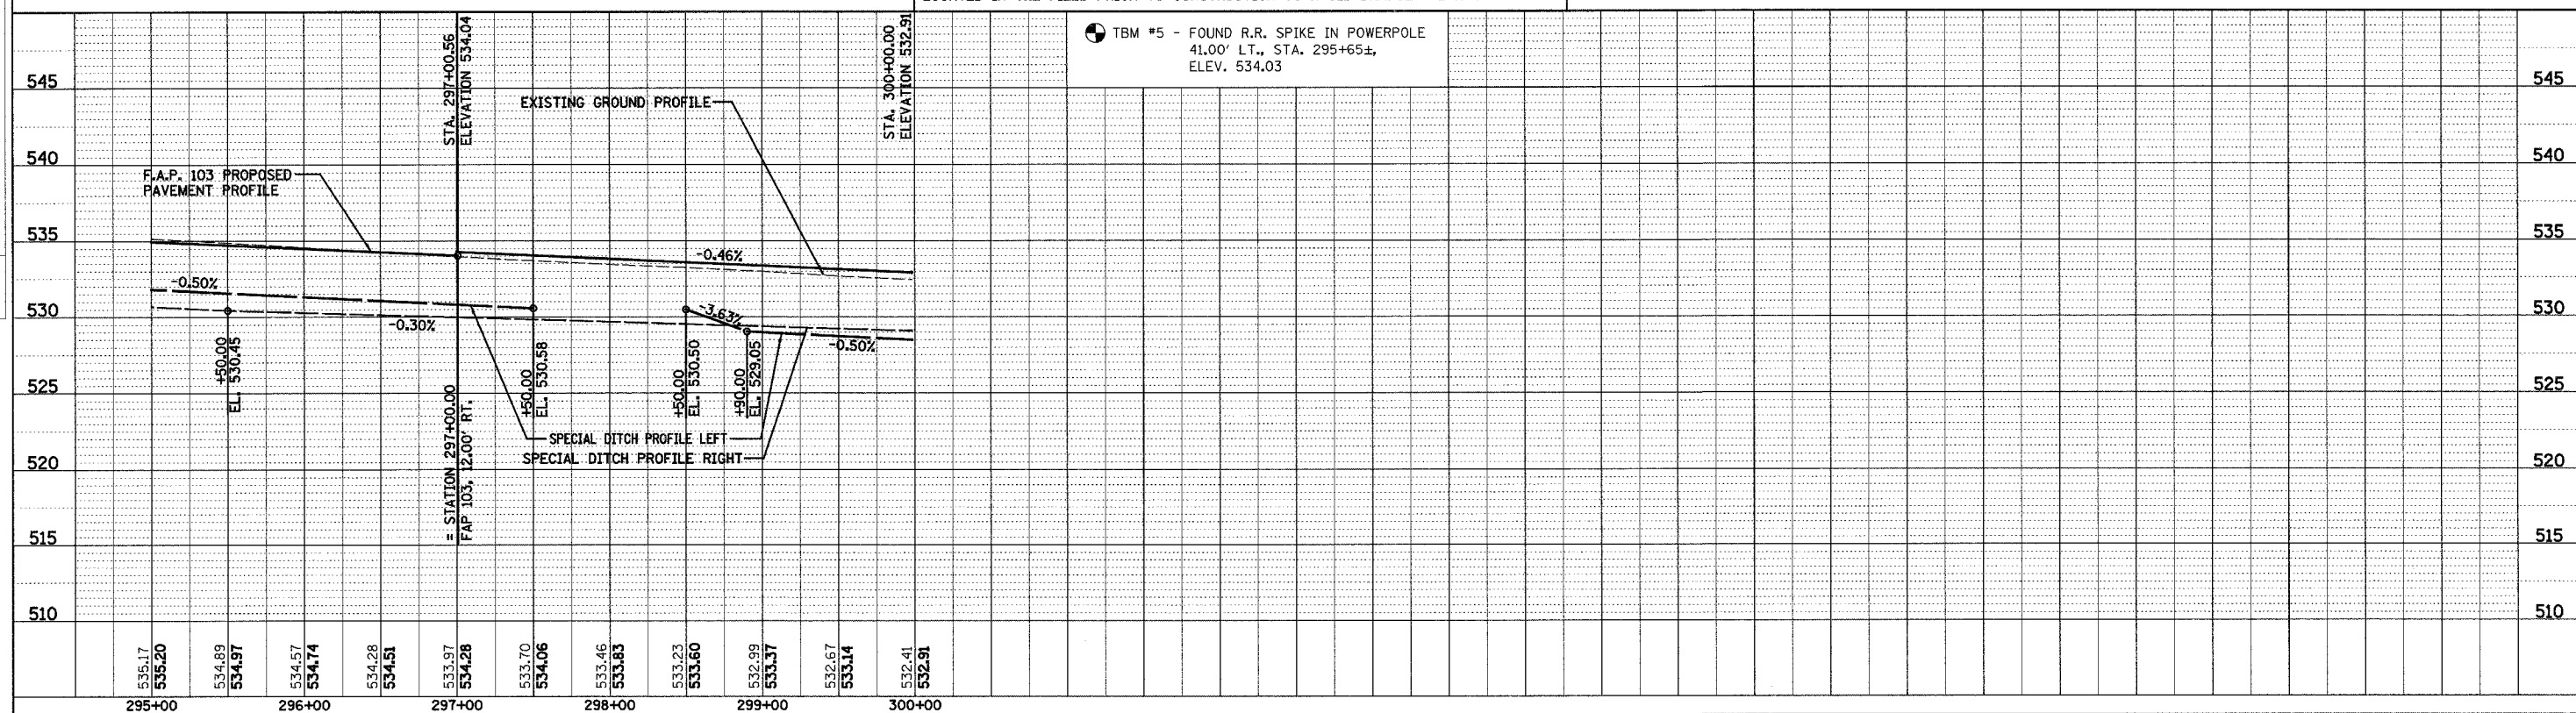 TBM #5 - FOUND R.R. SPIKE IN POWERPOLE
41.00' LT., STA. 295+65±,
ELEV. 534.03
STA. 297+00.56
ELEVATION 534.04
STA. 300+00.00
ELEVATION 532.91
545
545
EXISTING GROUND PROFILE
540
540
F.A.P. 103 PROPOSED
PAVEMENT PROFILE
535
535
-0.46%
-0.50%
530
530
-0.30%
-3.63%
-0.50%
+50.00
EL. 530.45
+50.00
EL. 530.58
+50.00
EL. 530.50
+90.00
EL. 529.05
525
525
= STATION 297+00.00
FAP 103, 12.00' RT.
SPECIAL DITCH PROFILE LEFT
SPECIAL DITCH PROFILE RIGHT
520
520
515
515
510
510
535.17
535.20
534.89
534.97
534.57
534.74
534.28
534.51
533.97
534.28
533.70
534.06
533.46
533.83
533.23
533.60
532.99
533.37
532.67
533.14
532.41
532.91
295+00
296+00
297+00
298+00
299+00
300+00